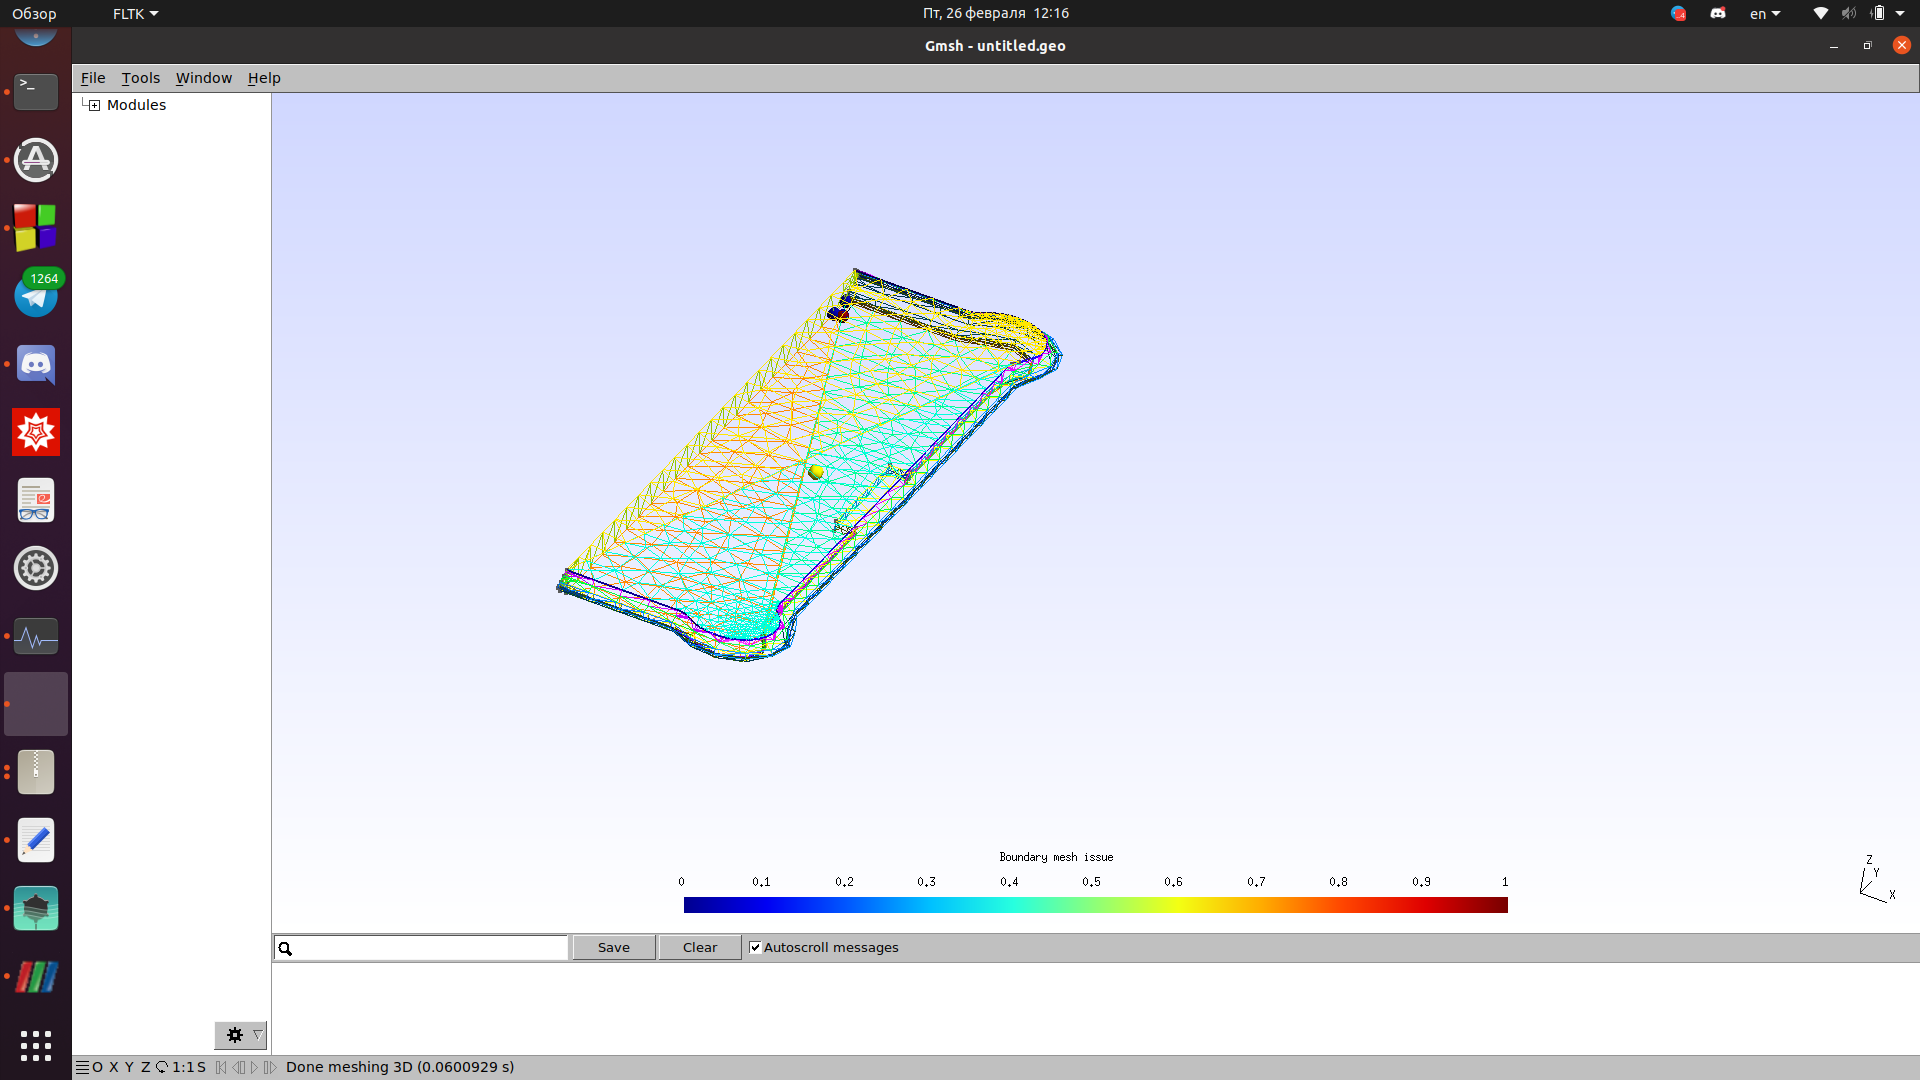 Обзор
FLTK
Пт, 26 февраля 12:16
en
Gmsh - untitled.geo
File Tools Window Help
Modules
1264
Boundary mesh issue
0 0.1 0.2 0.3 0.4 0.5 0.6 0.7 0.8 0.9 1
Z
Y
X
Save Clear Autoscroll messages
O X Y Z 1:1 S Done meshing 3D (0.0600929 s)